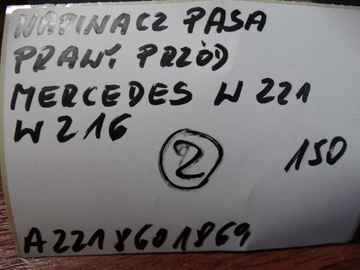 NAPINACZ PASA
PRAWY PRZÓD
MERCEDES W221
W216
2 150
A2218601869